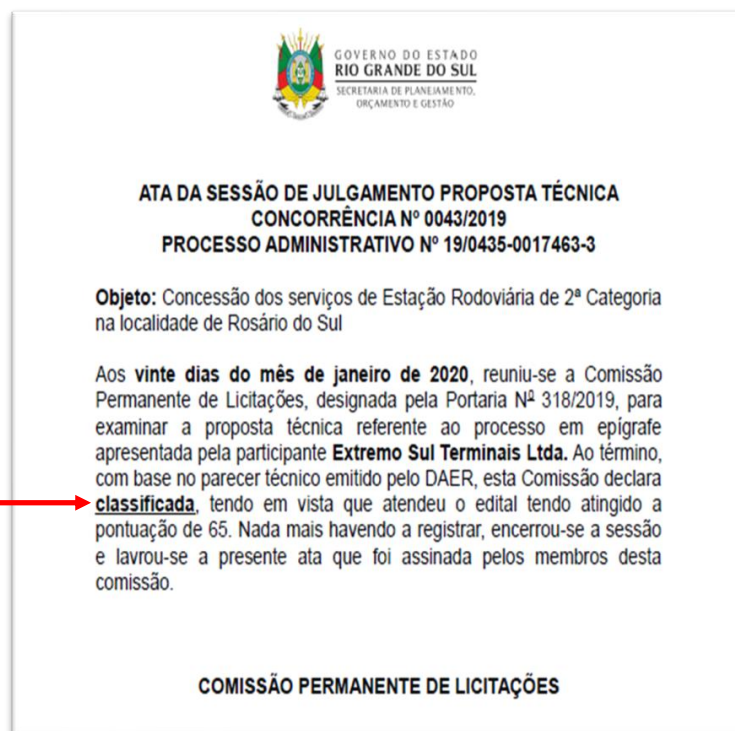 GOVERNO DO ESTADO
RIO GRANDE DO SUL
SECRETARIA DE PLANEJAMENTO,
ORÇAMENTO E GESTÃO
ATA DA SESSÃO DE JULGAMENTO PROPOSTA TÉCNICA
CONCORRÊNCIA Nº 0043/2019
PROCESSO ADMINISTRATIVO Nº 19/0435-0017463-3
Objeto: Concessão dos serviços de Estação Rodoviária de 2ª Categoria
na localidade de Rosário do Sul
Aos vinte dias do mês de janeiro de 2020, reuniu-se a Comissão
Permanente de Licitações, designada pela Portaria Nº 318/2019, para
examinar a proposta técnica referente ao processo em epígrafe
apresentada pela participante Extremo Sul Terminais Ltda. Ao término,
com base no parecer técnico emitido pelo DAER, esta Comissão declara
classificada, tendo em vista que atendeu o edital tendo atingido a
pontuação de 65. Nada mais havendo a registrar, encerrou-se a sessão
e lavrou-se a presente ata que foi assinada pelos membros desta
comissão.
COMISSÃO PERMANENTE DE LICITAÇÕES